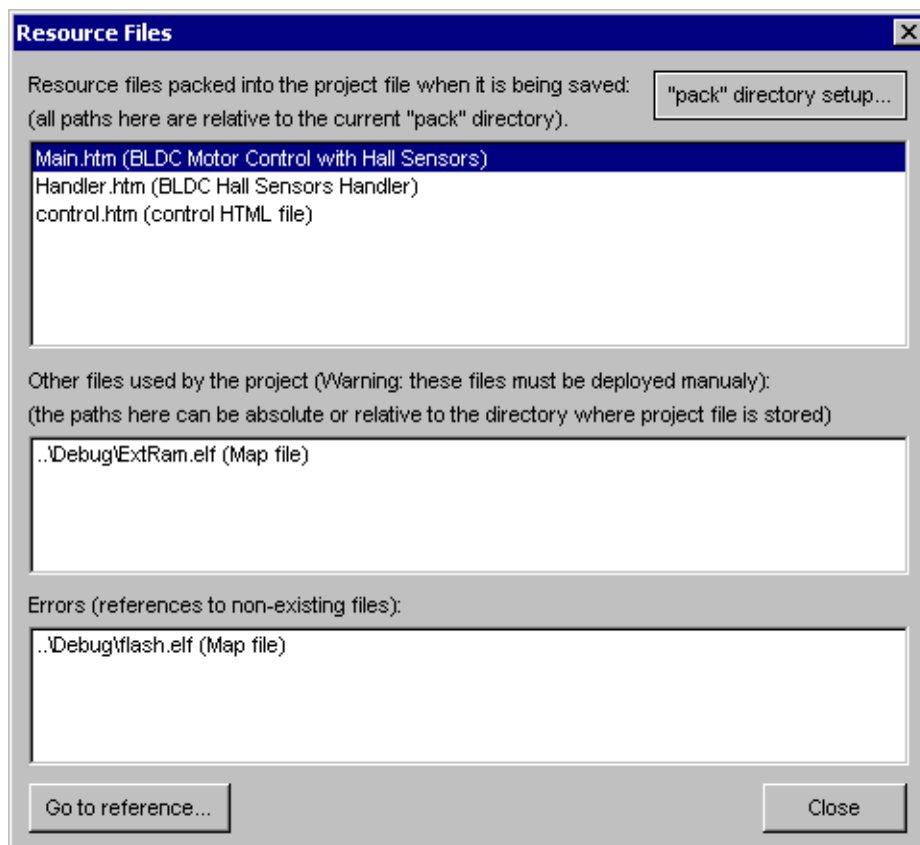 Resource Files
Resource files packed into the project file when it is being saved:
"pack" directory setup...
(all paths here are relative to the current "pack" directory).
Main.htm (BLDC Motor Control with Hall Sensors)
Handler.htm (BLDC Hall Sensors Handler)
control.htm (control HTML file)
Other files used by the project (Warning: these files must be deployed manualy):
(the paths here can be absolute or relative to the directory where project file is stored)
..\Debug\ExtRam.elf (Map file)
Errors (references to non-existing files):
..\Debug\flash.elf (Map file)
Go to reference...
Close